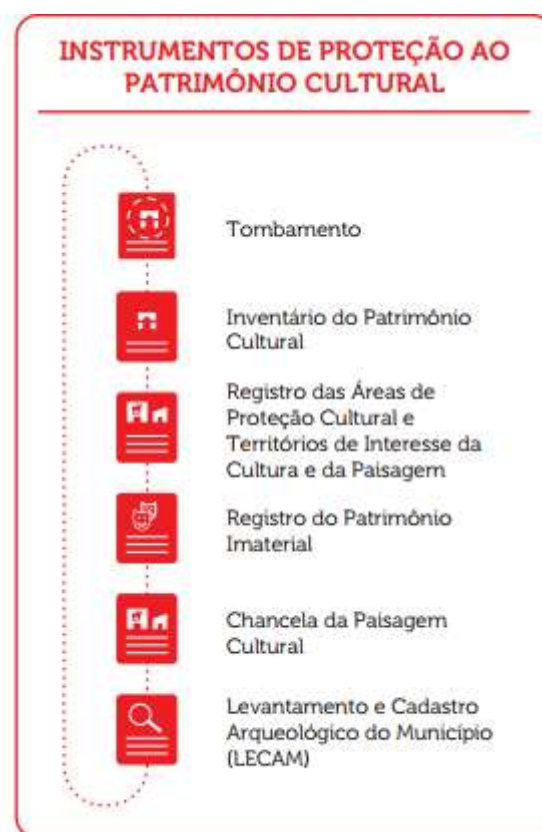 INSTRUMENTOS DE PROTEÇÃO AO
PATRIMÔNIO CULTURAL
Tombamento
Inventário do Patrimônio
Cultural
Registro das Áreas de
Proteção Cultural e
Territórios de Interesse da
Cultura e da Paisagem
Registro do Patrimônio
Imaterial
Chancela da Paisagem
Cultural
Levantamento e Cadastro
Arqueológico do Município
(LECAM)